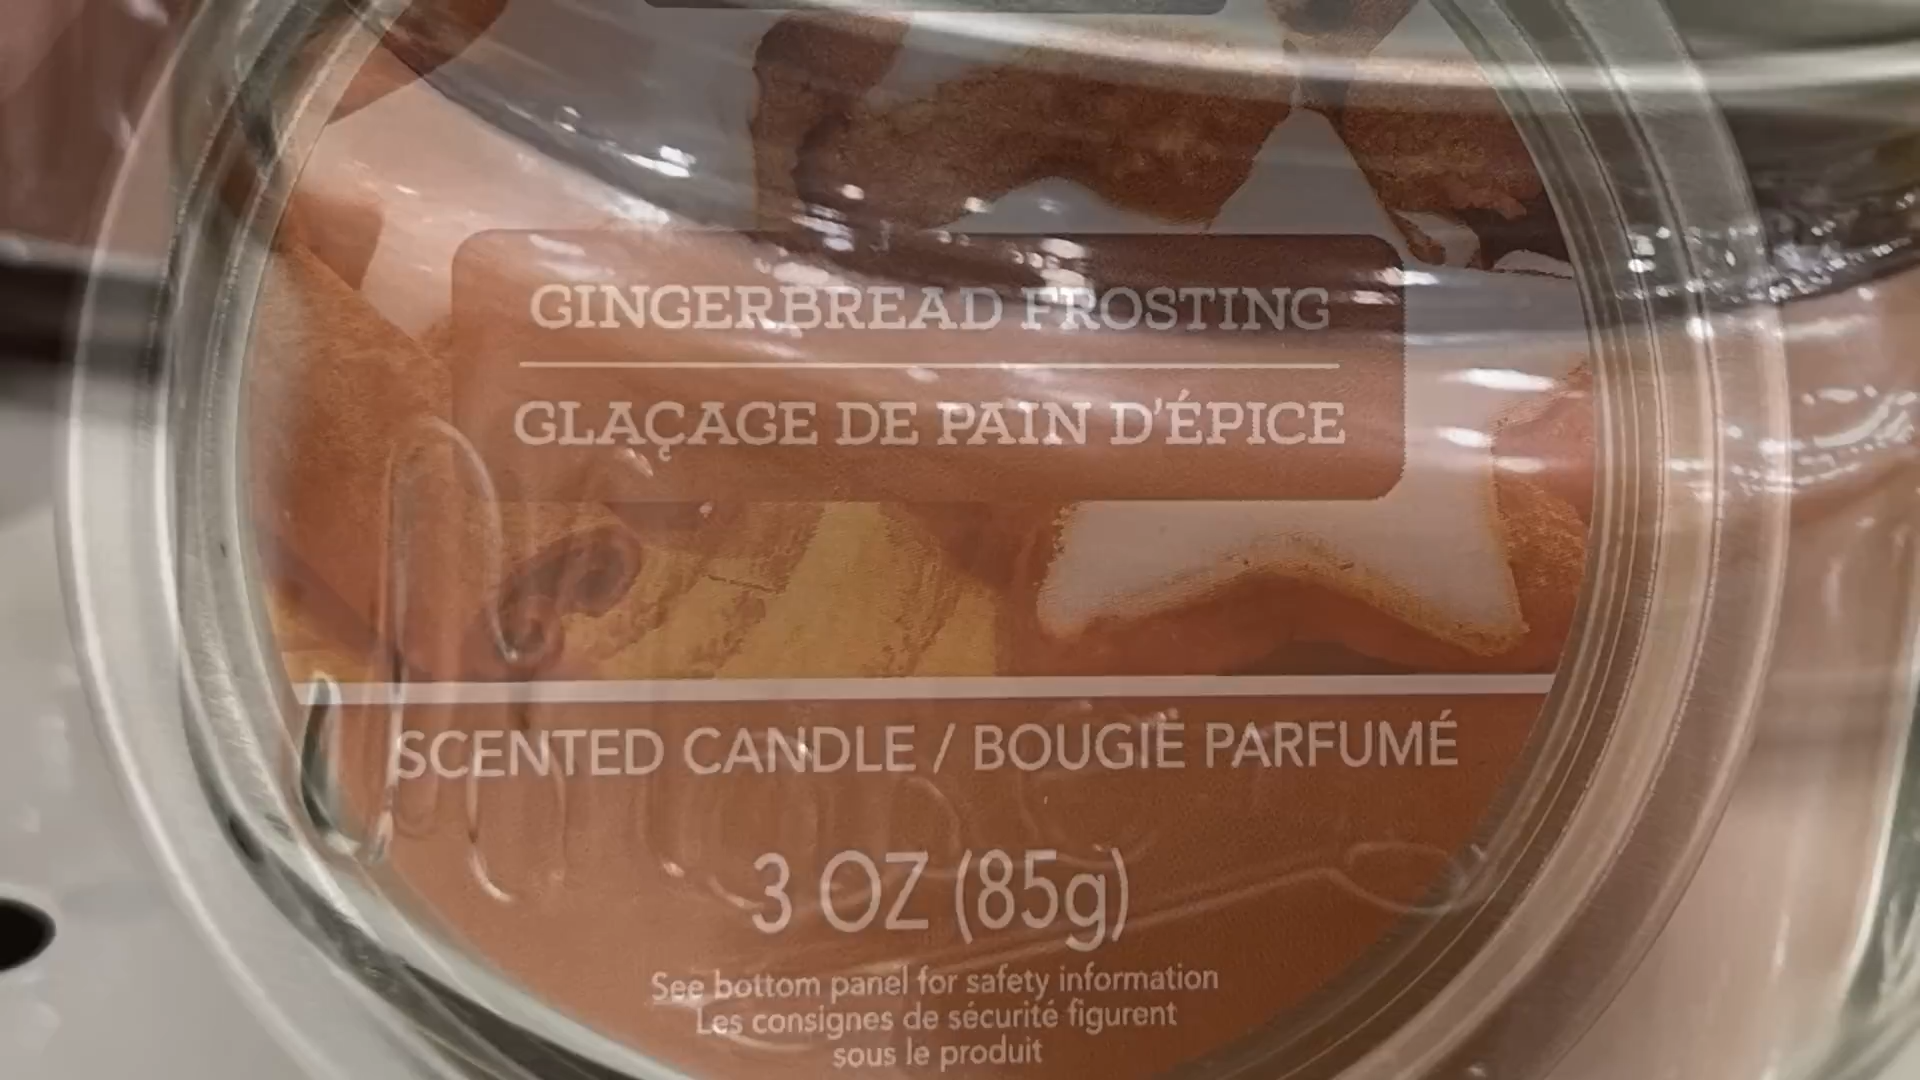 GINGERBREAD FROSTING
GLAÇAGE DE PAIN D'ÉPICE
SCENTED CANDLE / BOUGIE PARFUMÉ
3 OZ (85g)
See bottom panel for safety information
Les consignes de sécurité figurent
sous le produit